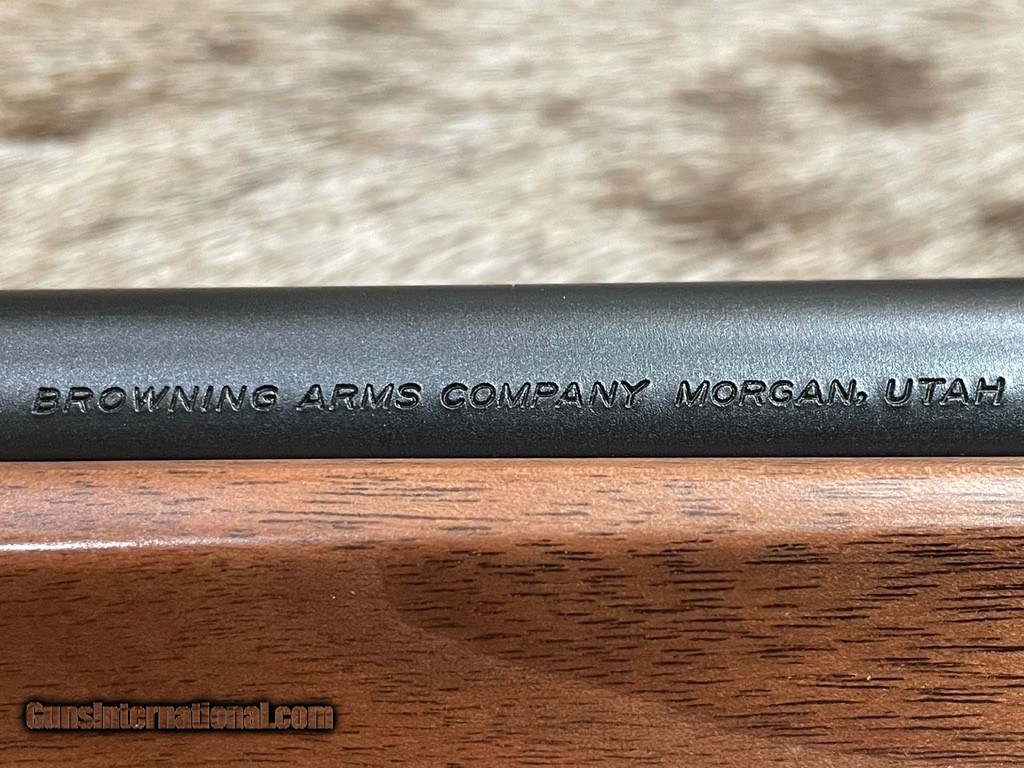 BROWNING ARMS COMPANY MORGAN, UTAH
GunsInternational.com